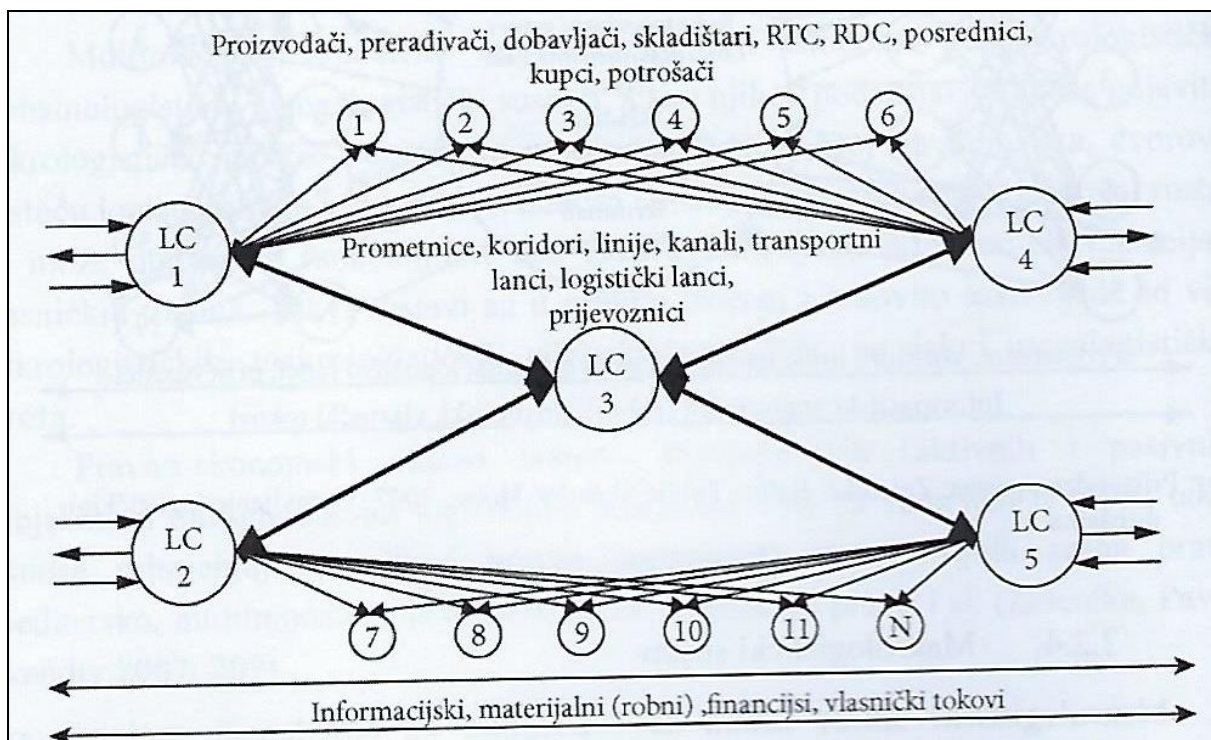 Proizvođači, prerađivači, dobavljači, skladištari, RTC, RDC, posrednici,
kupci, potrošači
1 2 3 4 5 6
LC
1
LC
4
Prometnice, koridori, linije, kanali, transportni
lanci, logistički lanci,
prijevoznici
LC
3
LC
2
LC
5
7 8 9 10 11 N
Informacijski, materijalni (robni) ,financijsi, vlasnički tokovi